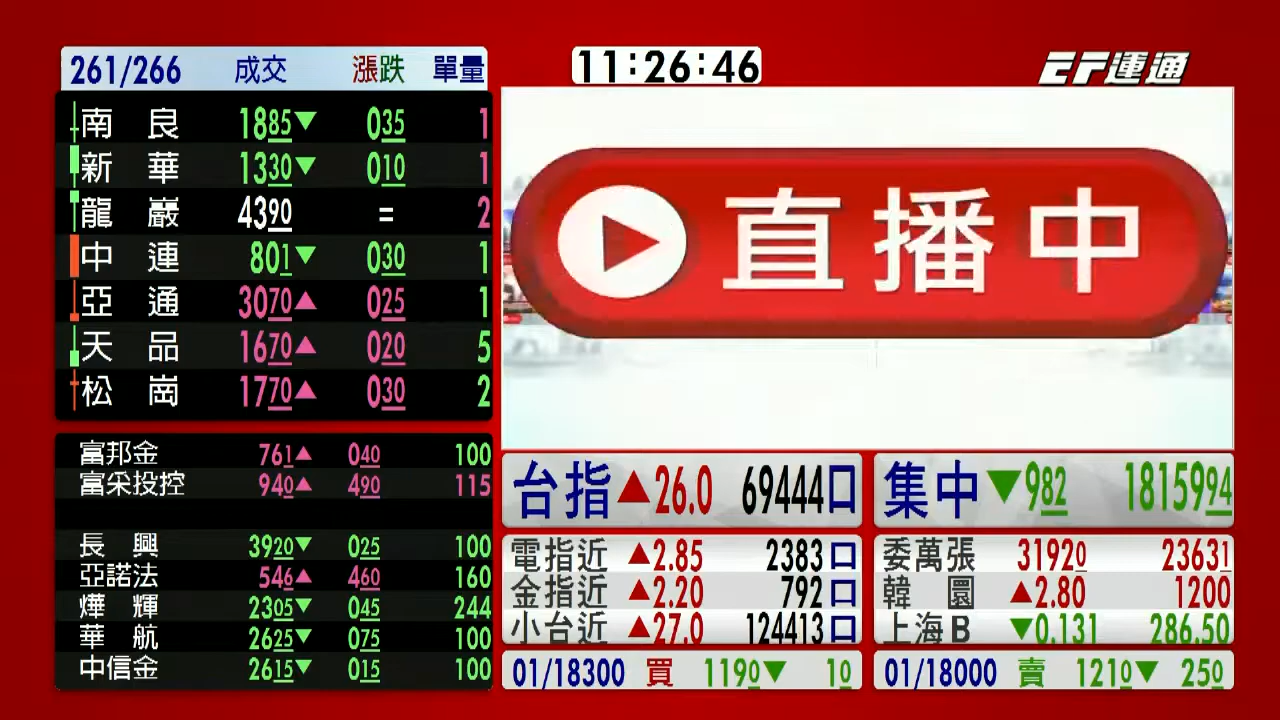 261/266 成交 漲跌 單量
11:26:46
EF運通
南良 1885▼ 035 1
新華 1330▼ 010 1
龍巖 4390 = 2
中連 801▼ 030 1
亞通 3070▲ 025 1
天品 1670▲ 020 5
松崗 1770▲ 030 2
直播中
富邦金 761▲ 040 100
富采投控 940▲ 490 115
長興 3920▼ 025 100
亞諾法 546▲ 460 160
燁輝 2305▼ 045 244
華航 2625▼ 075 100
中信金 2615▼ 015 100
台指▲26.0 69444口
電指近 ▲2.85 2383口
金指近 ▲2.20 792口
小台近 ▲27.0 124413口
01/18300 買 1190▼ 10
集中▼982 1815994
委萬張 31920 23631
韓圜 ▲2.80 1200
上海B ▼0.131 286.50
01/18000 賣 1210▼ 250